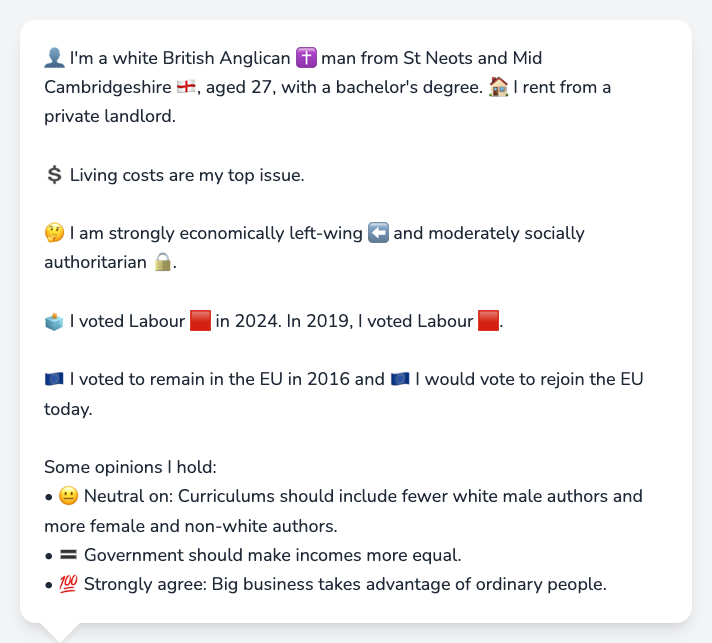 👤 I'm a white British Anglican ✝️ man from St Neots and Mid
Cambridgeshire 🏴󠁧󠁢󠁥󠁮󠁧󠁿, aged 27, with a bachelor's degree. 🏠 I rent from a
private landlord.
💲 Living costs are my top issue.
🤔 I am strongly economically left-wing ⬅️ and moderately socially
authoritarian 🔒.
🗳️ I voted Labour 🟥 in 2024. In 2019, I voted Labour 🟥.
🇪🇺 I voted to remain in the EU in 2016 and 🇪🇺 I would vote to rejoin the EU
today.
Some opinions I hold:
• 😐 Neutral on: Curriculums should include fewer white male authors and
more female and non-white authors.
• 🟰 Government should make incomes more equal.
• 💯 Strongly agree: Big business takes advantage of ordinary people.